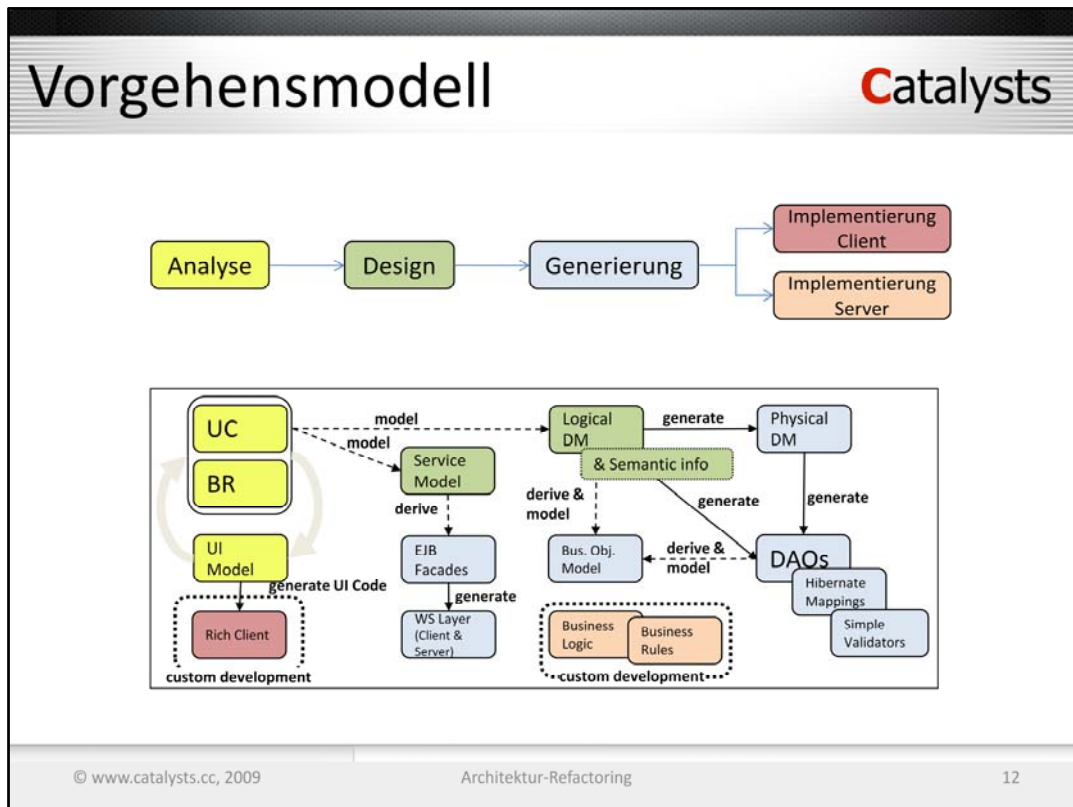 Vorgehensmodell
Catalysts
Analyse
Design
Generierung
Implementierung
Client
Implementierung
Server
UC
BR
UI
Model
generate UI Code
Rich Client
custom development
model
model
Service
Model
derive
EJB
Facades
generate
WS Layer
(Client &
Server)
Logical
DM
& Semantic info
generate
Physical
DM
derive &
model
generate
generate
Bus. Obj.
Model
derive &
model
DAOs
Hibernate
Mappings
Simple
Validators
Business
Logic
Business
Rules
custom development
© www.catalysts.cc, 2009
Architektur-Refactoring
12